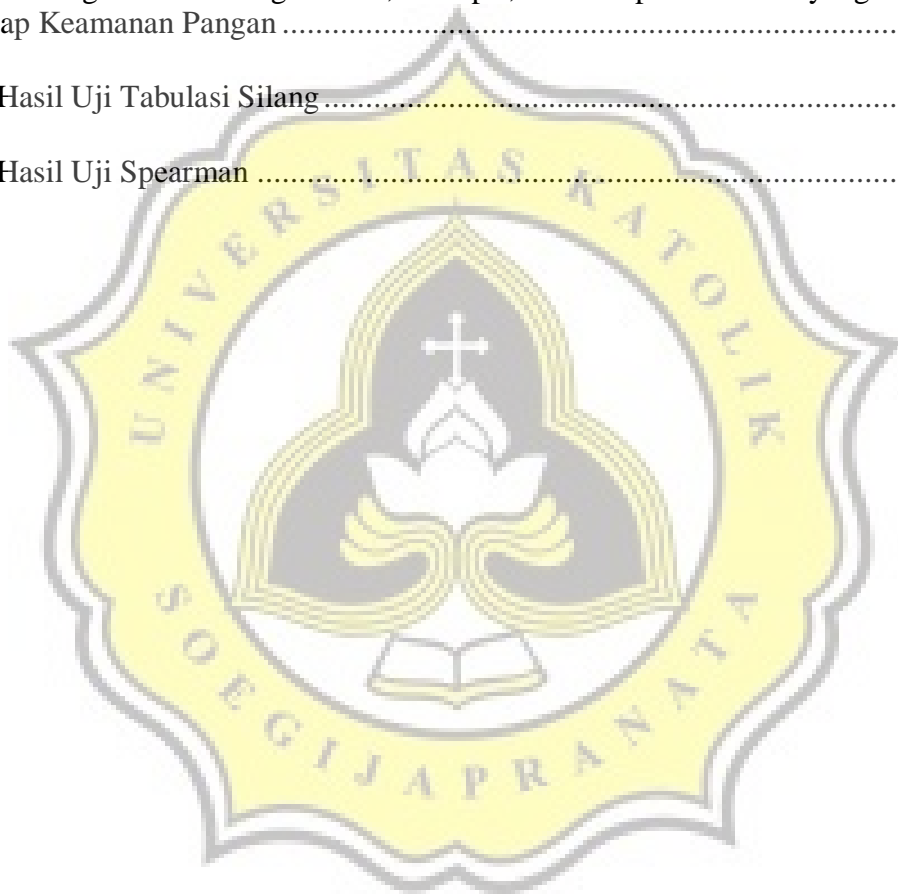 ap Keamanan Pangan ........................................................................
Hasil Uji Tabulasi Silang ..................................................................
Hasil Uji Spearman ..........................................................................
UNIVERSITAS KATOLIK
SOEGIJAPRANATA